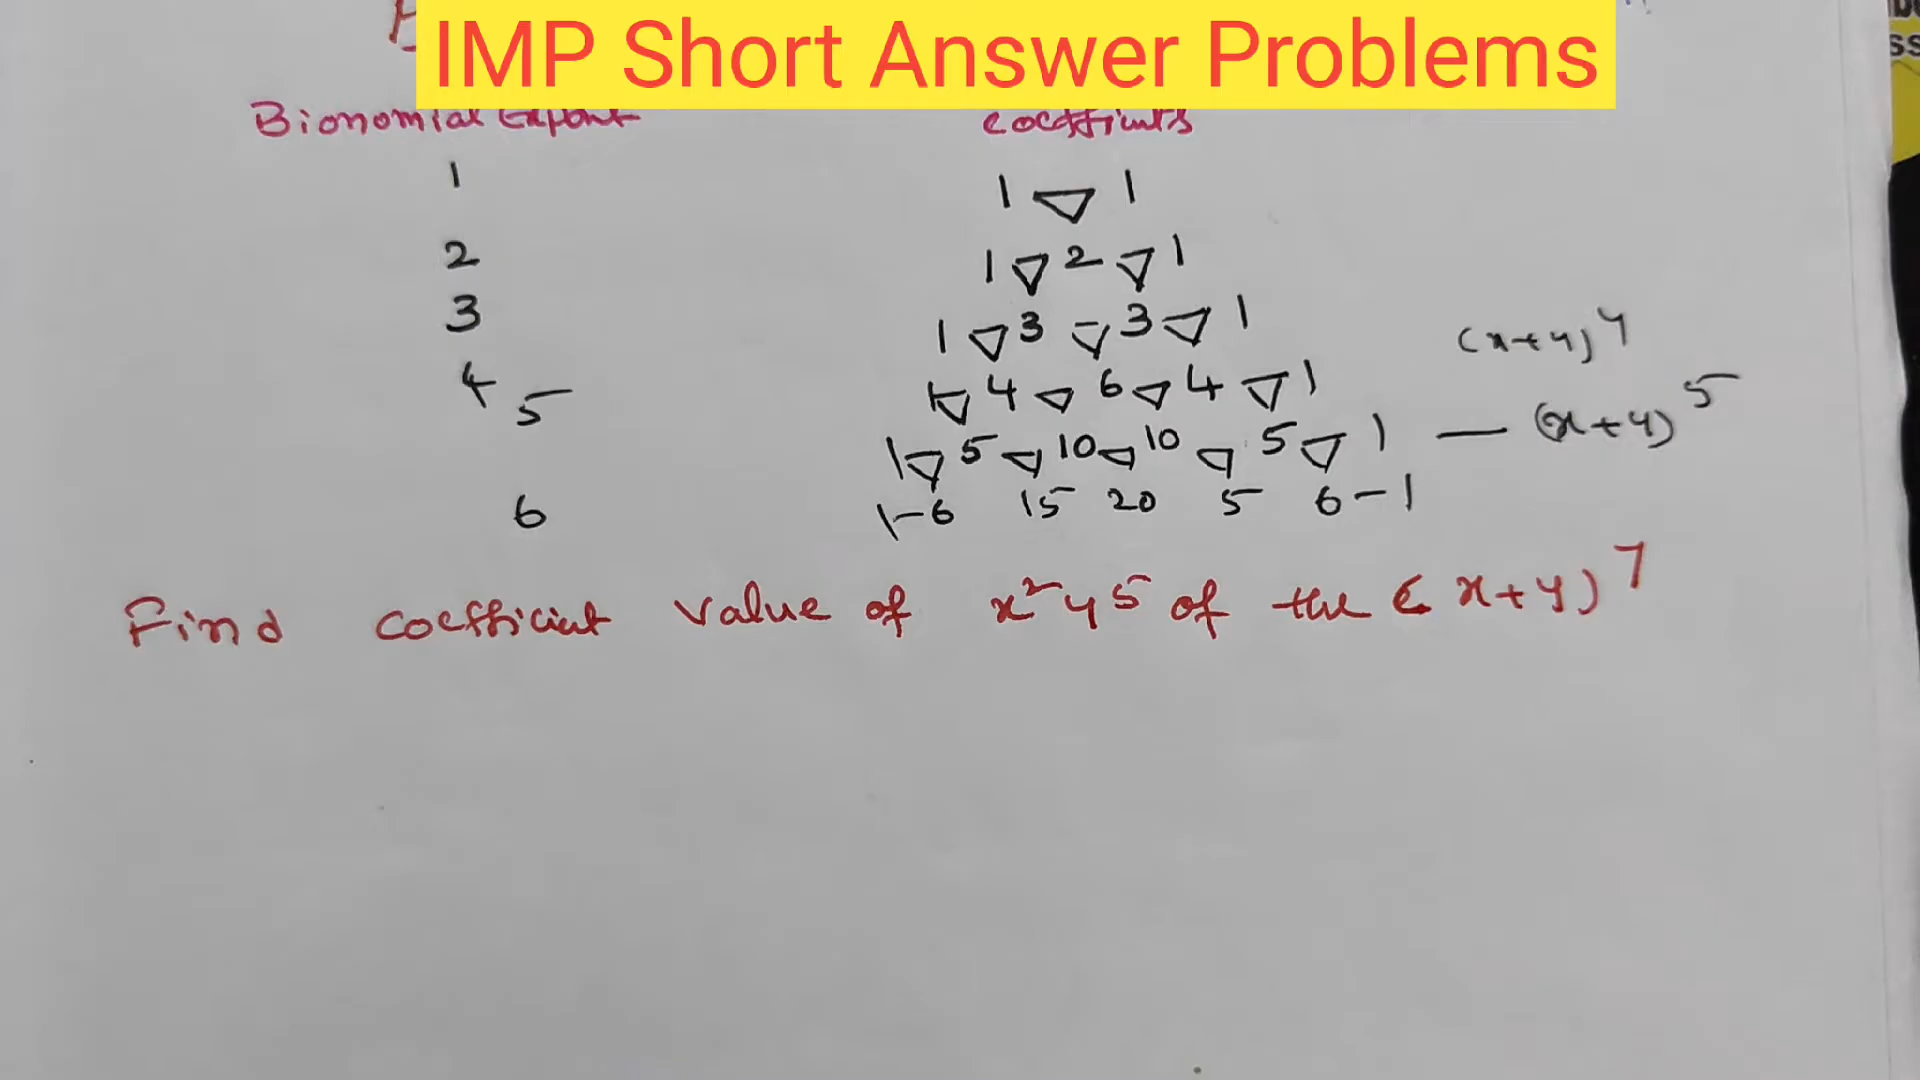 IMP Short Answer Problems
Bionomial Expont coefficients
1 1 1
2 1 2 1
3 1 3 3 1
(x+y)4
4 1 4 6 4 1
5 1 5 10 10 5 1 — (x+y)5
6 1-6 15 20 5 6-1
Find coefficient value of x2y5 of the (x+y)7